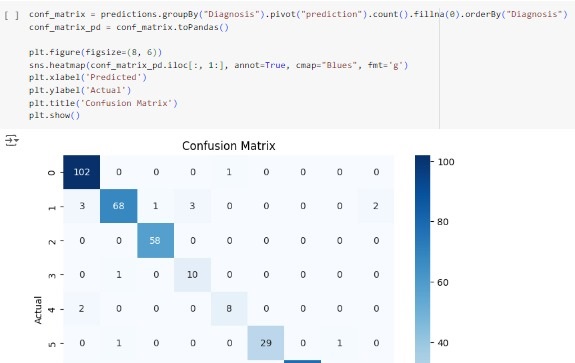 [ ] conf_matrix = predictions.groupBy("Diagnosis").pivot("prediction").count().fillna(0).orderBy("Diagnosis")
conf_matrix_pd = conf_matrix.toPandas()
plt.figure(figsize=(8, 6))
sns.heatmap(conf_matrix_pd.iloc[:, 1:], annot=True, cmap="Blues", fmt='g')
plt.xlabel('Predicted')
plt.ylabel('Actual')
plt.title('Confusion Matrix')
plt.show()
Confusion Matrix
0 102 0 0 0 1 0 0 0 0
1 3 68 1 3 0 0 0 0 2
2 0 0 58 0 0 0 0 0 0
3 0 1 0 10 0 0 0 0 0
4 2 0 0 0 8 0 0 0 0
5 0 1 0 0 0 29 0 1 0
Actual
100
80
60
40